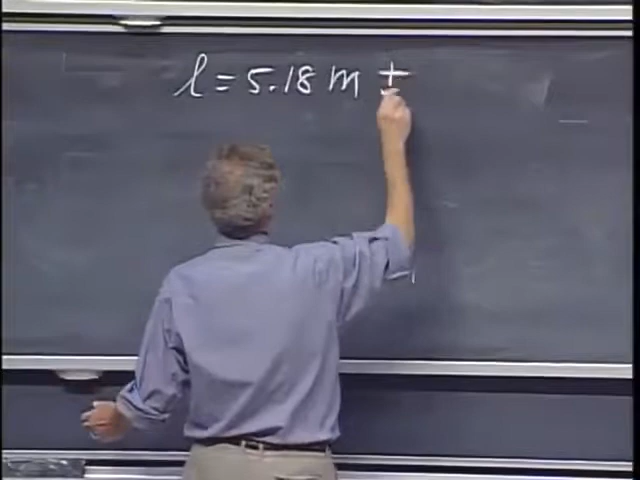 l = 5.18 m ±